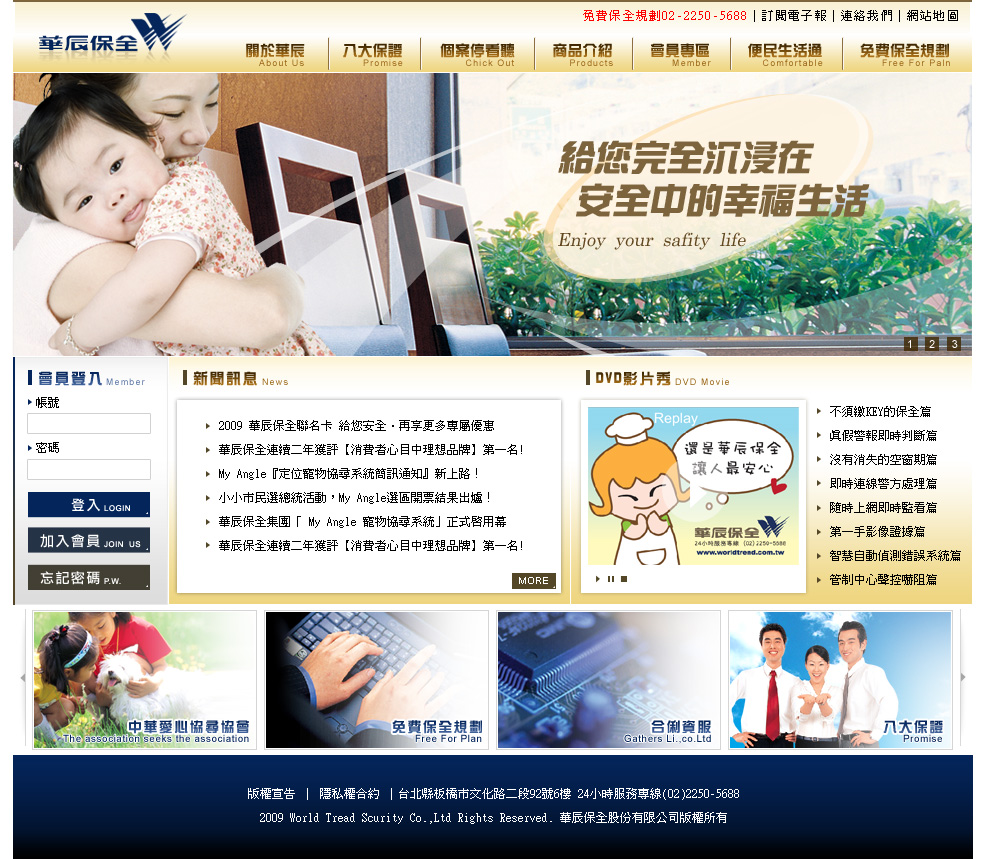 免費保全規劃02-2250-5688 | 訂閱電子報 | 連絡我們 | 網站地圖
華辰保全
關於華辰 八大保證 個案停看聽 商品介紹 會員專區 便民生活通 免費保全規劃
About Us Promise Chick Out Products Member Comfortable Free For Paln
給您完全沉浸在
安全中的幸福生活
Enjoy your safity life
1 2 3
會員登入 Member
帳號
密碼
登入 LOGIN
加入會員 JOIN US
忘記密碼 P.W.
新聞訊息 News
2009 華辰保全聯名卡 給您安全‧再享更多專屬優惠
華辰保全連續二年獲評【消費者心目中理想品牌】第一名!
My Angle『定位寵物協尋系統簡訊通知』新上路!
小小市民選總統活動，My Angle選區開票結果出爐!
華辰保全集團「 My Angle 寵物協尋系統」正式啓用幕
華辰保全連續二年獲評【消費者心目中理想品牌】第一名!
MORE
DVD影片秀 DVD Movie
Replay
還是華辰保全
讓人最安心
華辰保全
24小時服務專線 (02)2250-5688
www.worldtrend.com.tw
不須繳KEY的保全篇
真假警報即時判斷篇
沒有消失的空窗期篇
即時連線警方處理篇
隨時上網即時監看篇
第一手影像證據篇
智慧自動偵測錯誤系統篇
管制中心聲控嚇阻篇
中華愛心協尋協會
The association seeks the association
免費保全規劃
Free For Plan
合俐資服
Gathers Li.,co.Ltd
八大保證
Promise
版權宣告 | 隱私權合約 | 台北縣板橋市文化路二段92號6樓 24小時服務專線(02)2250-5688
2009 World Tread Scurity Co.,Ltd Rights Reserved. 華辰保全股份有限公司版權所有